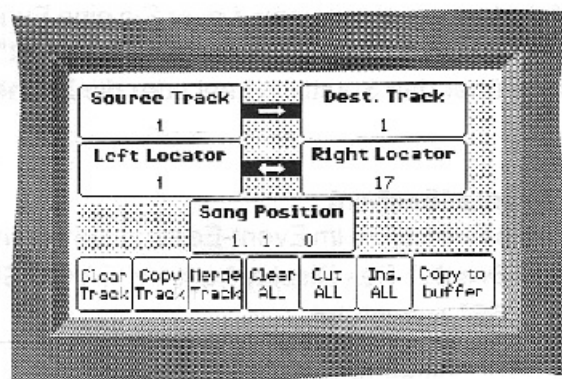 Source Track
1
→
Dest. Track
1
Left Locator
1
↔
Right Locator
17
Song Position
1 1 0
Clear Track
Copy Track
Merge Track
Clear ALL
Cut ALL
Ins. ALL
Copy to buffer